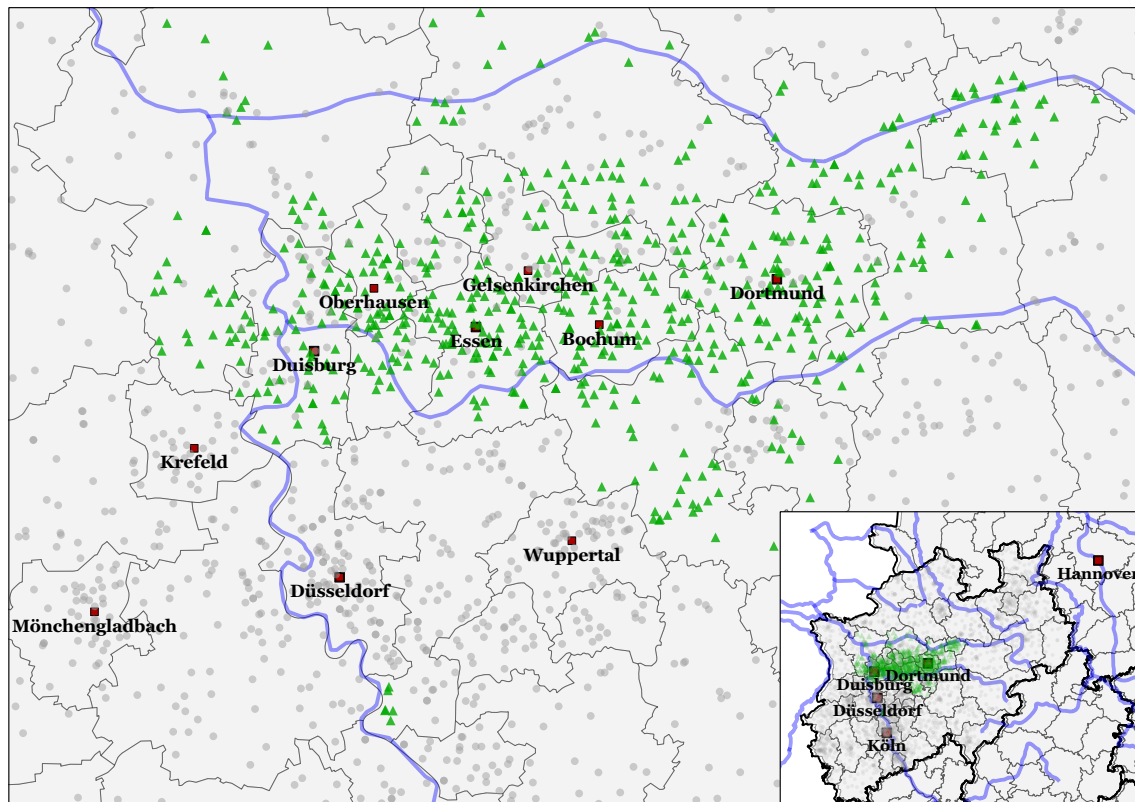 Gelsenkirchen
Oberhausen
Dortmund
Essen
Bochum
Duisburg
Krefeld
Wuppertal
Düsseldorf
Mönchengladbach
Hannover
Dortmund
Duisburg
Düsseldorf
Köln